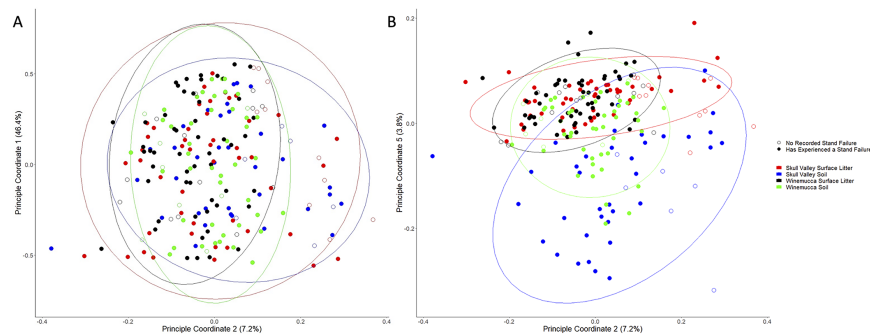 A
B
Principle Coordinate 1 (46.4%)
0.5
0.0
-0.5
-0.4
-0.2
0.0
0.2
0.4
Principle Coordinate 2 (7.2%)
Principle Coordinate 5 (3.8%)
0.2
0.0
-0.2
-0.4
-0.2
0.0
0.2
0.4
Principle Coordinate 2 (7.2%)
No Recorded Stand Failure
Has Experienced a Stand Failure
Skull Valley Surface Litter
Skull Valley Soil
Winemucca Surface Litter
Winemucca Soil